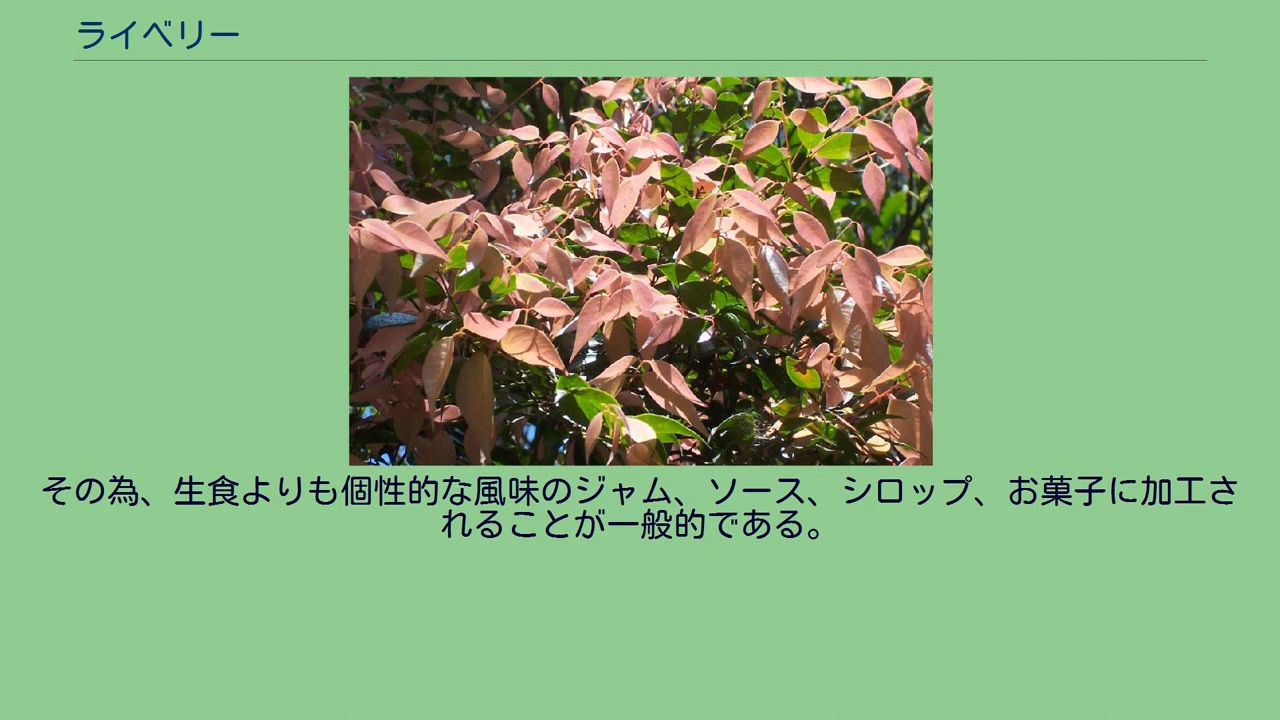 ライベリー
その為、生食よりも個性的な風味のジャム、ソース、シロップ、お菓子に加工さ
れることが一般的である。